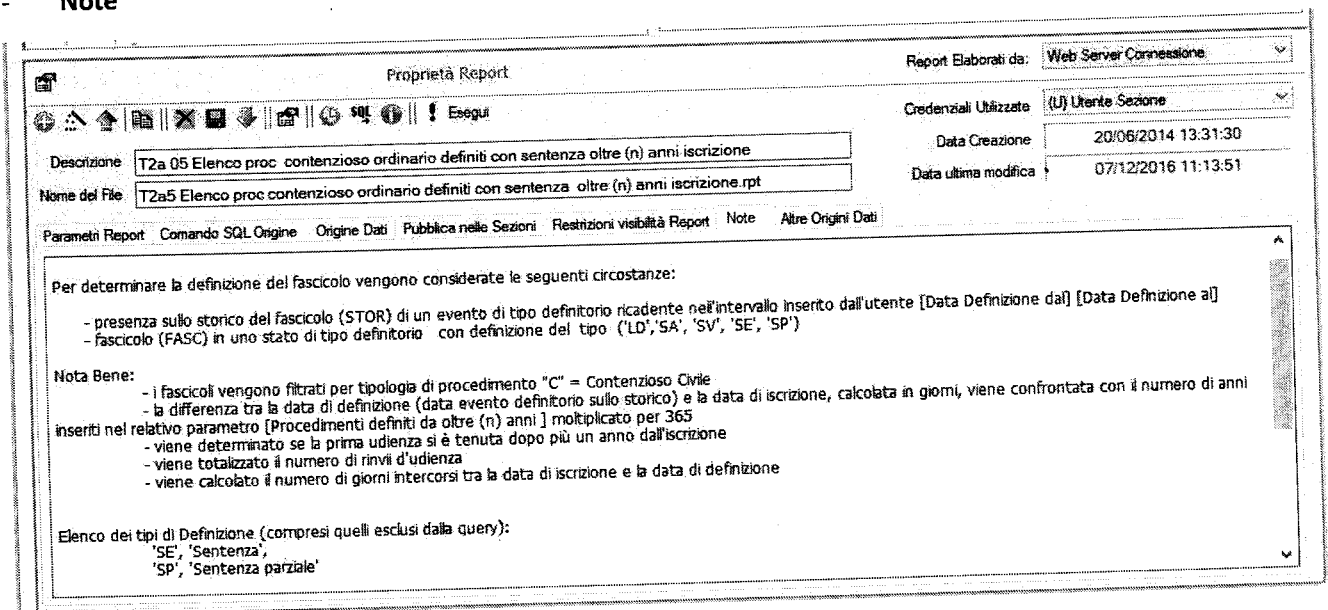 - Note
Proprietà Report
Report Elaborati da: Web Server Connessione
SQL Esegui
Credenziali Utilizzate (U) Utente Sezione
Descrizione T2a 05 Elenco proc contenzioso ordinario definiti con sentenza oltre (n) anni iscrizione
Data Creazione 20/06/2014 13:31:30
Nome del File T2a5 Elenco proc contenzioso ordinario definiti con sentenza oltre (n) anni iscrizione.rpt
Data ultima modifica 07/12/2016 11:13:51
Parametri Report Comando SQL Origine Origine Dati Pubblica nelle Sezioni Restrizioni visibilità Report Note Altre Origini Dati
Per determinare la definizione del fascicolo vengono considerate le seguenti circostanze:
- presenza sullo storico del fascicolo (STOR) di un evento di tipo definitorio ricadente nell'intervallo inserito dall'utente [Data Definizione dal] [Data Definizione al]
- fascicolo (FASC) in uno stato di tipo definitorio con definizione del tipo ('LD','SA', 'SV', 'SE', 'SP')
Nota Bene:
- i fascicoli vengono filtrati per tipologia di procedimento "C" = Contenzioso Civile
- la differenza tra la data di definizione (data evento definitorio sullo storico) e la data di iscrizione, calcolata in giorni, viene confrontata con il numero di anni
inseriti nel relativo parametro [Procedimenti definiti da oltre (n) anni ] moltiplicato per 365
- viene determinato se la prima udienza si è tenuta dopo più un anno dall'iscrizione
- viene totalizzato il numero di rinvii d'udienza
- viene calcolato il numero di giorni intercorsi tra la data di iscrizione e la data di definizione
Elenco dei tipi di Definizione (compresi quelli esclusi dalla query):
'SE', 'Sentenza',
'SP', 'Sentenza parziale'